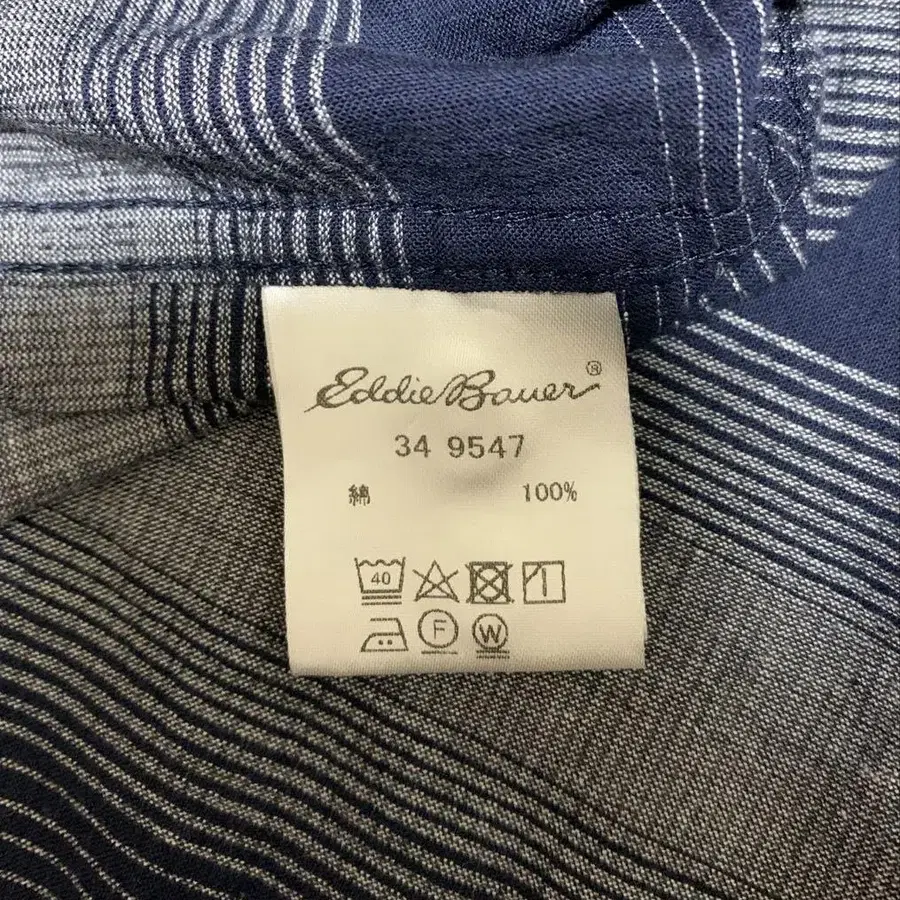 Eddie Bauer®
34 9547
綿 100%
40
F W